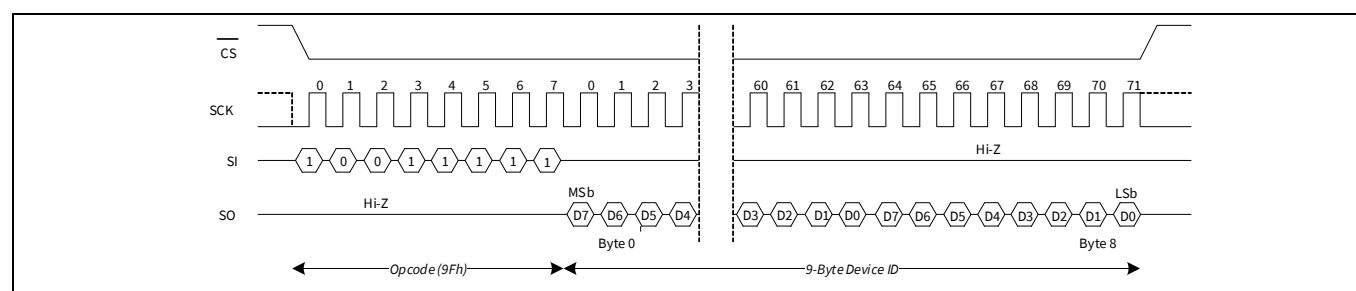 CS
0 1 2 3 4 5 6 7 0 1 2 3 60 61 62 63 64 65 66 67 68 69 70 71
SCK
Hi-Z
SI 1 0 0 1 1 1 1 1
MSb LSb
Hi-Z
SO D7 D6 D5 D4 D3 D2 D1 D0 D7 D6 D5 D4 D3 D2 D1 D0
Byte 0 Byte 8
Opcode (9Fh) 9-Byte Device ID